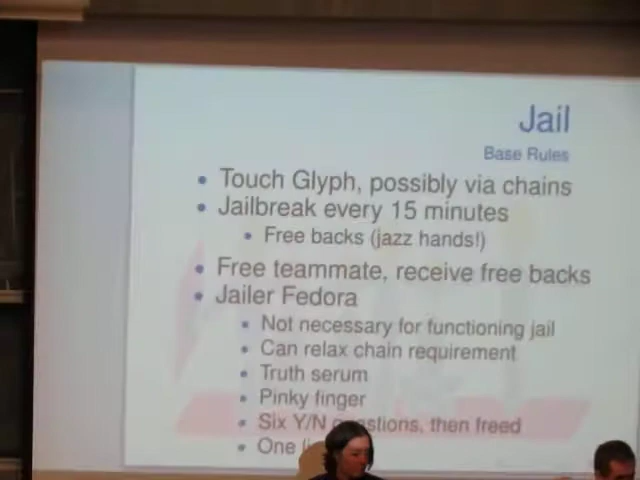 Jail
Base Rules
• Touch Glyph, possibly via chains
• Jailbreak every 15 minutes
• Free backs (jazz hands!)
• Free teammate, receive free backs
• Jailer Fedora
• Not necessary for functioning jail
• Can relax chain requirement
• Truth serum
• Pinky finger
• Six Y/N questions, then freed
• One